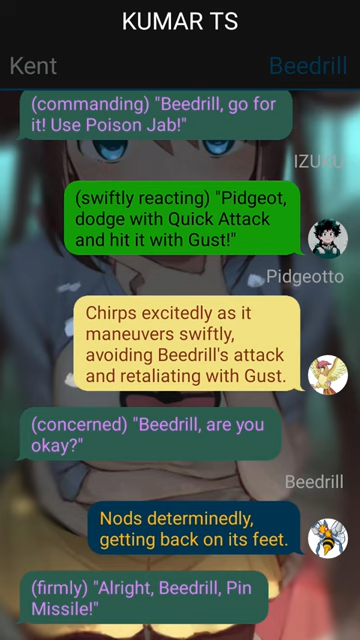 KUMAR TS
Kent
Beedrill
(commanding) "Beedrill, go for
it! Use Poison Jab!"
IZUKU
(swiftly reacting) "Pidgeot,
dodge with Quick Attack
and hit it with Gust!"
Pidgeotto
Chirps excitedly as it
maneuvers swiftly,
avoiding Beedrill's attack
and retaliating with Gust.
(concerned) "Beedrill, are you
okay?"
Beedrill
Nods determinedly,
getting back on its feet.
(firmly) "Alright, Beedrill, Pin
Missile!"